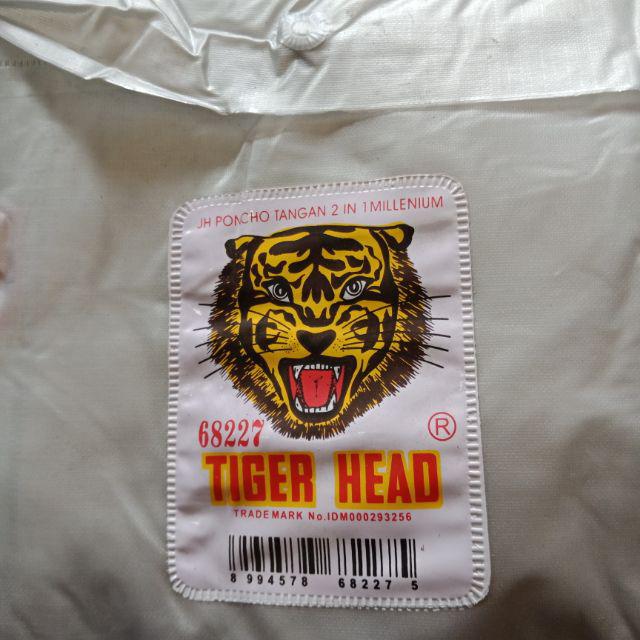 JH PONCHO TANGAN 2 IN 1 MILLENIUM
68227
®
TIGER HEAD
TRADEMARK No.IDM000293256
8 994578 68227 5